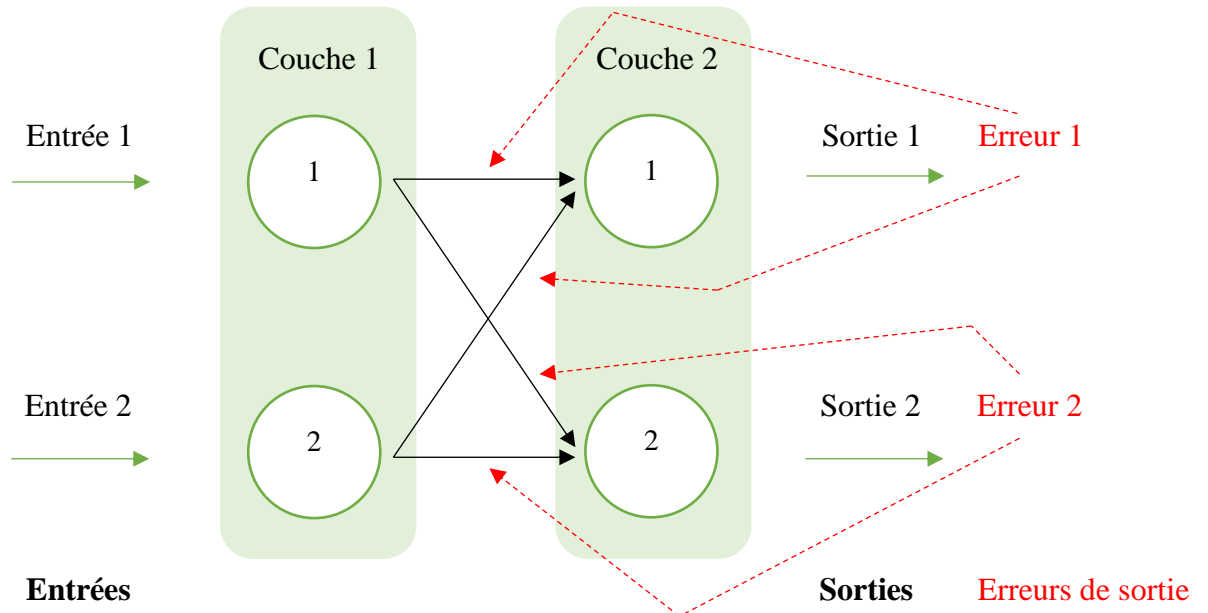 Couche 1
Couche 2
Entrée 1
1
1
Sortie 1
Erreur 1
Entrée 2
2
2
Sortie 2
Erreur 2
Entrées
Sorties
Erreurs de sortie